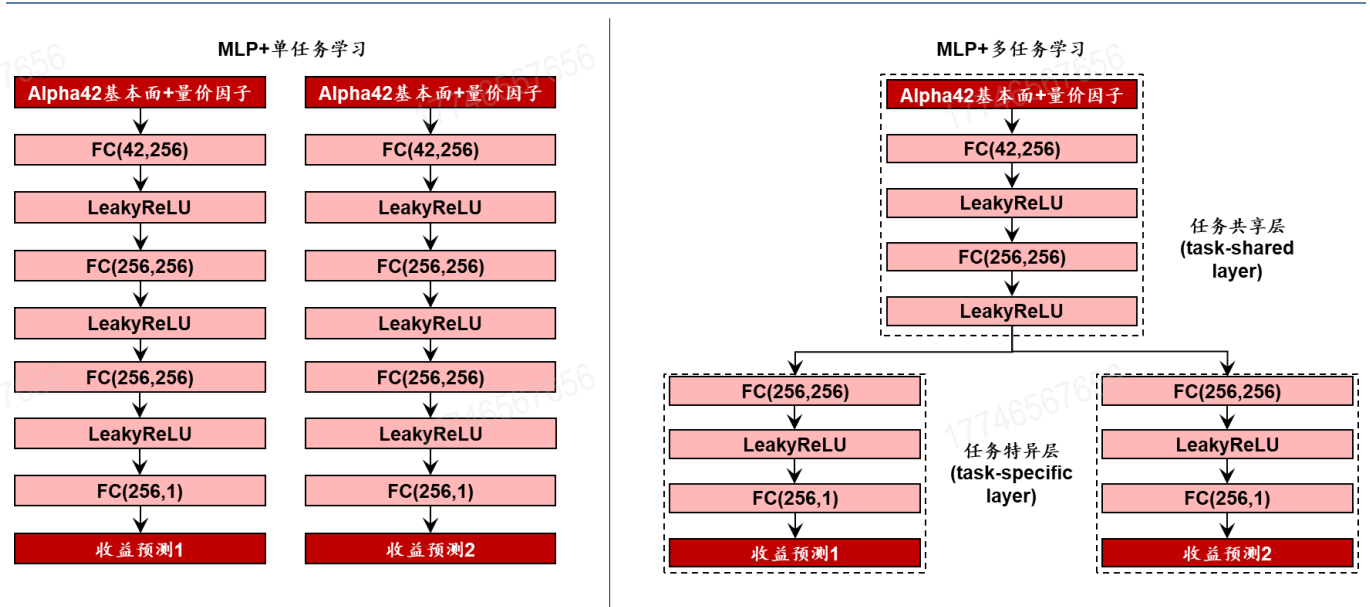 MLP+单任务学习
Alpha42基本面+量价因子
FC(42,256)
LeakyReLU
FC(256,256)
LeakyReLU
FC(256,256)
LeakyReLU
FC(256,1)
收益预测1
Alpha42基本面+量价因子
FC(42,256)
LeakyReLU
FC(256,256)
LeakyReLU
FC(256,256)
LeakyReLU
FC(256,1)
收益预测2
MLP+多任务学习
Alpha42基本面+量价因子
FC(42,256)
LeakyReLU
FC(256,256)
LeakyReLU
任务共享层
(task-shared
layer)
FC(256,256)
LeakyReLU
FC(256,1)
收益预测1
任务特异层
(task-specific
layer)
FC(256,256)
LeakyReLU
FC(256,1)
收益预测2
17746567656